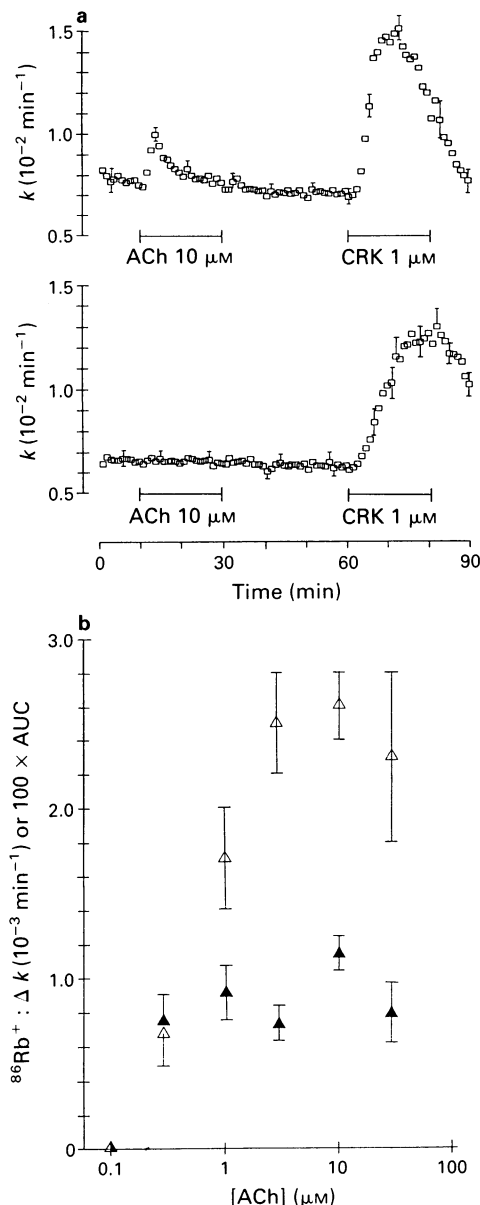 a
1.5
1.0
0.5
k (10⁻² min⁻¹)
ACh 10 μM
CRK 1 μM
1.5
1.0
0.5
k (10⁻² min⁻¹)
ACh 10 μM
CRK 1 μM
0 30 60 90
Time (min)
b
3.0
2.0
1.0
0
⁸⁶Rb⁺ : Δ k (10⁻³ min⁻¹) or 100 × AUC
0.1 1 10 100
[ACh] (μM)